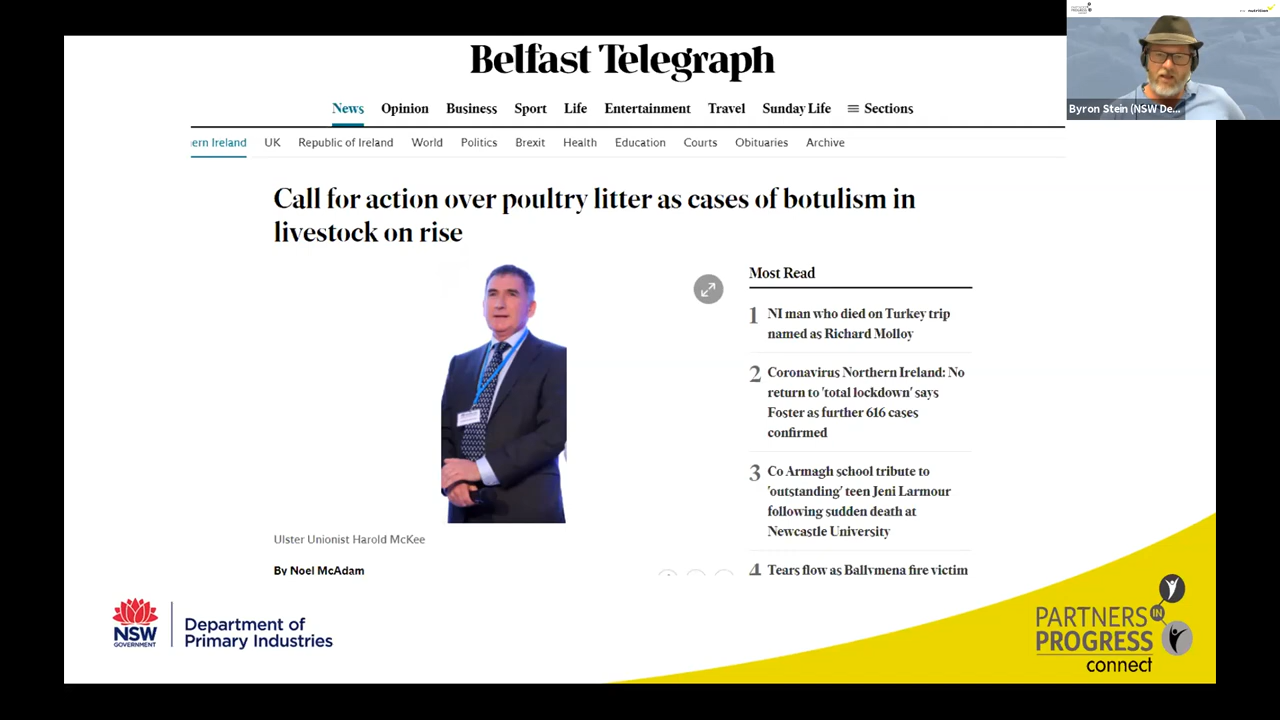 Belfast Telegraph
News Opinion Business Sport Life Entertainment Travel Sunday Life Sections
ern Ireland UK Republic of Ireland World Politics Brexit Health Education Courts Obituaries Archive
Call for action over poultry litter as cases of botulism in
livestock on rise
Ulster Unionist Harold McKee
By Noel McAdam
Most Read
1 NI man who died on Turkey trip
named as Richard Molloy
2 Coronavirus Northern Ireland: No
return to 'total lockdown' says
Foster as further 616 cases
confirmed
3 Co Armagh school tribute to
'outstanding' teen Jeni Larmour
following sudden death at
Newcastle University
4 Tears flow as Ballymena fire victim
NSW
GOVERNMENT
Department of
Primary Industries
PARTNERS
IN
PROGRESS
connect
Byron Stein (NSW De...